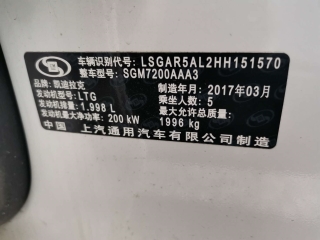 车辆识别代号: LSGAR5AL2HH151570
整车型号: SGM7200AAA3
品牌: 凯迪拉克 制造年月: 2017年03月
发动机型号: LTG 乘坐人数: 5
发动机排量: 1.998 L 最大允许总质量:
发动机最大净功率: 200 kW 1996 kg
中国 上汽通用汽车有限公司制造